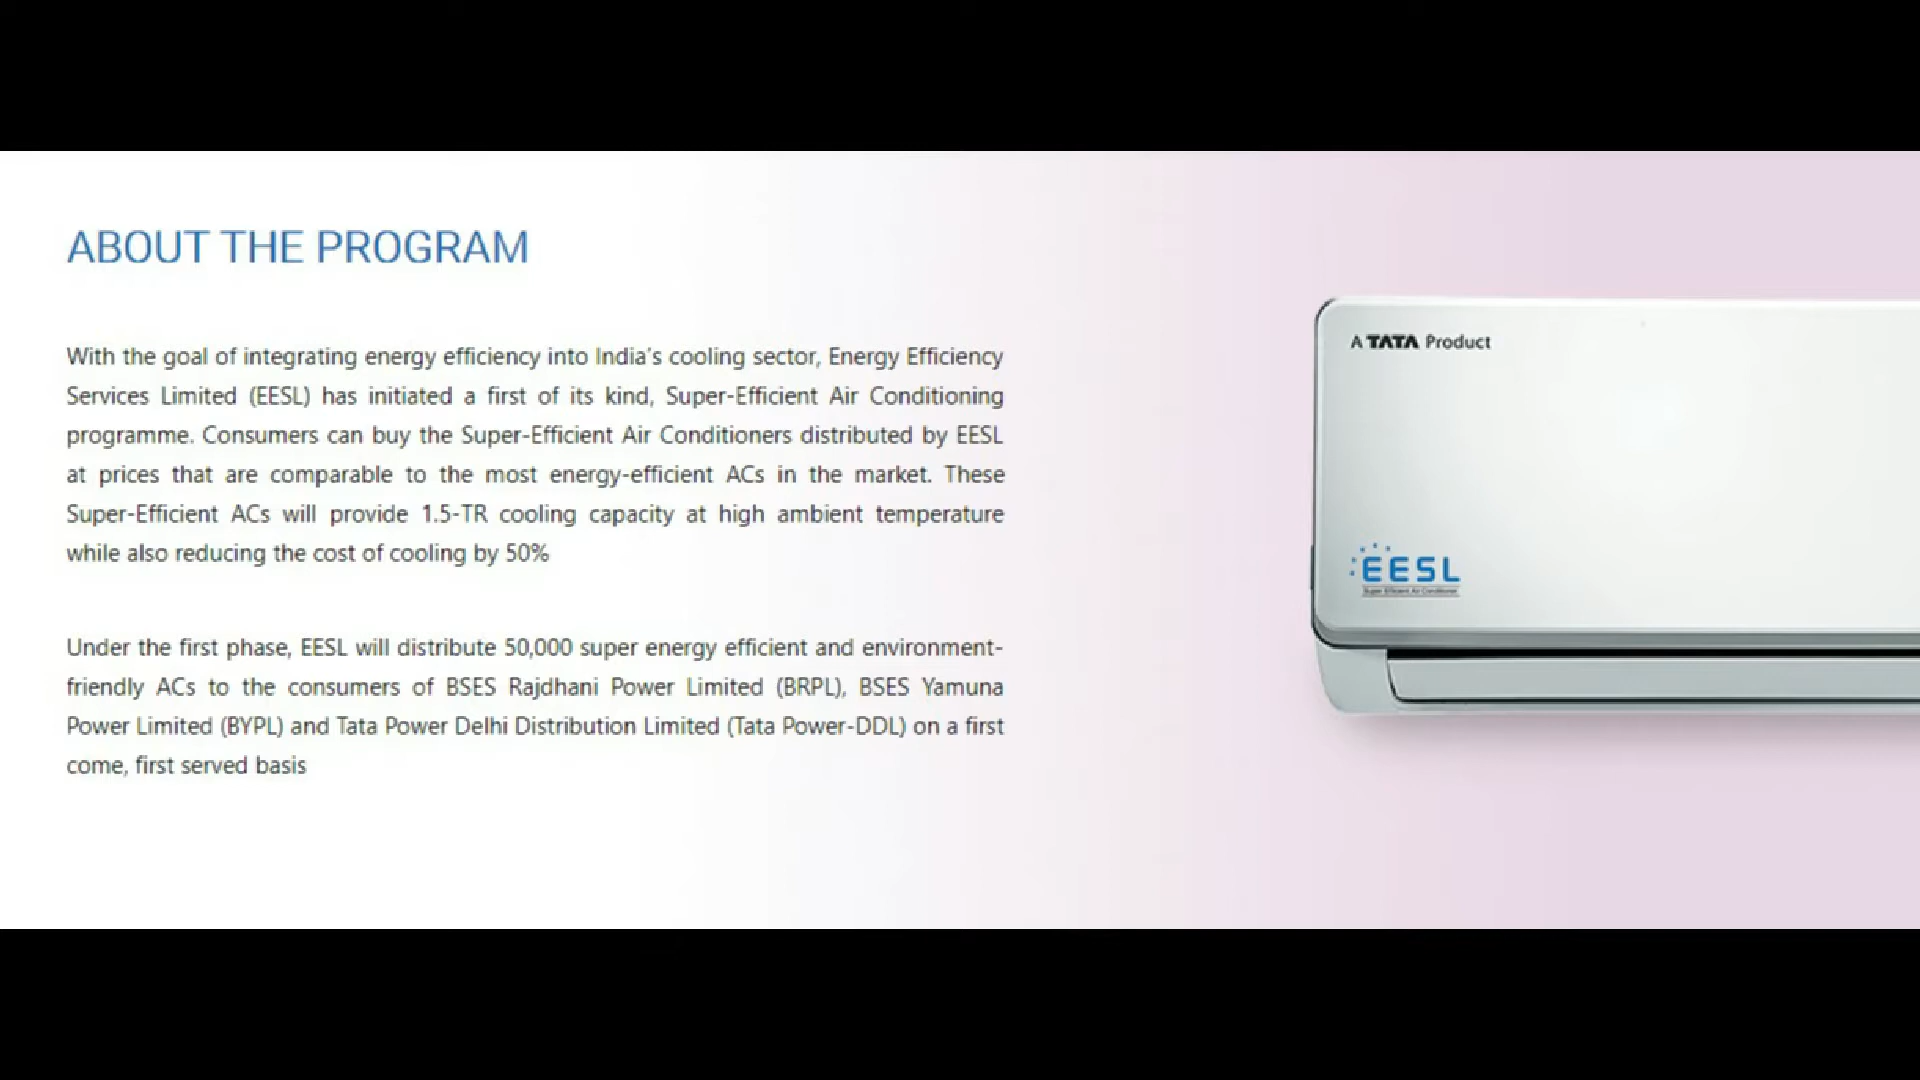 ABOUT THE PROGRAM
With the goal of integrating energy efficiency into India's cooling sector, Energy Efficiency
Services Limited (EESL) has initiated a first of its kind, Super-Efficient Air Conditioning
programme. Consumers can buy the Super-Efficient Air Conditioners distributed by EESL
at prices that are comparable to the most energy-efficient ACs in the market. These
Super-Efficient ACs will provide 1.5-TR cooling capacity at high ambient temperature
while also reducing the cost of cooling by 50%
Under the first phase, EESL will distribute 50,000 super energy efficient and environment-
friendly ACs to the consumers of BSES Rajdhani Power Limited (BRPL), BSES Yamuna
Power Limited (BYPL) and Tata Power Delhi Distribution Limited (Tata Power-DDL) on a first
come, first served basis
A TATA Product
EESL
Super Efficient Air Conditioner